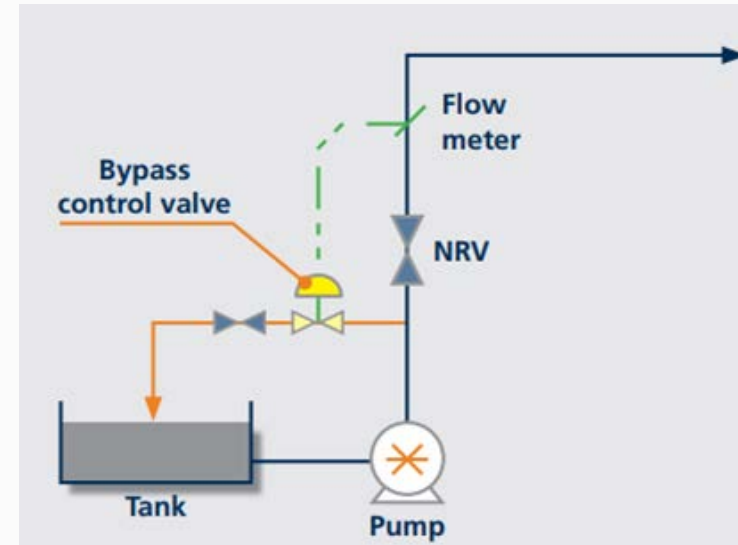 Flow
meter
Bypass
control valve
NRV
Tank
Pump